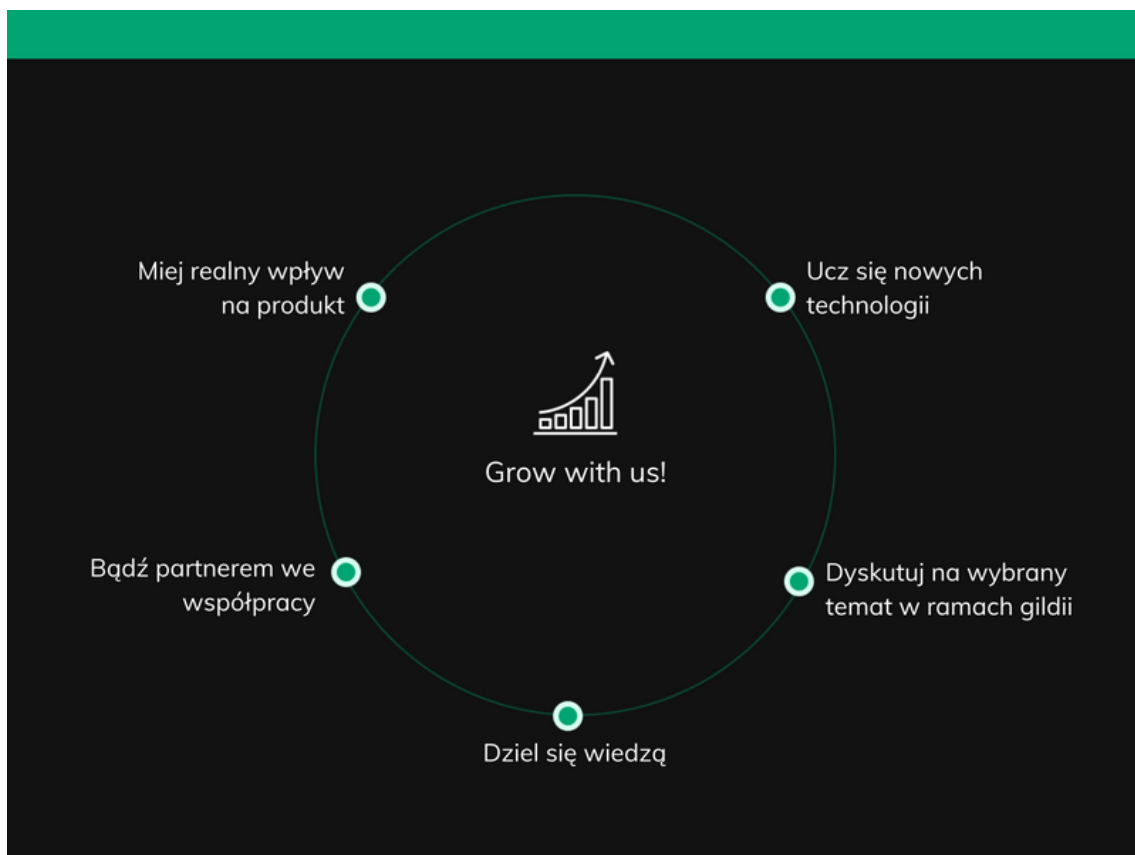 Miej realny wpływ
na produkt
Ucz się nowych
technologii
Grow with us!
Bądź partnerem we
współpracy
Dyskutuj na wybrany
temat w ramach gildii
Dziel się wiedzą